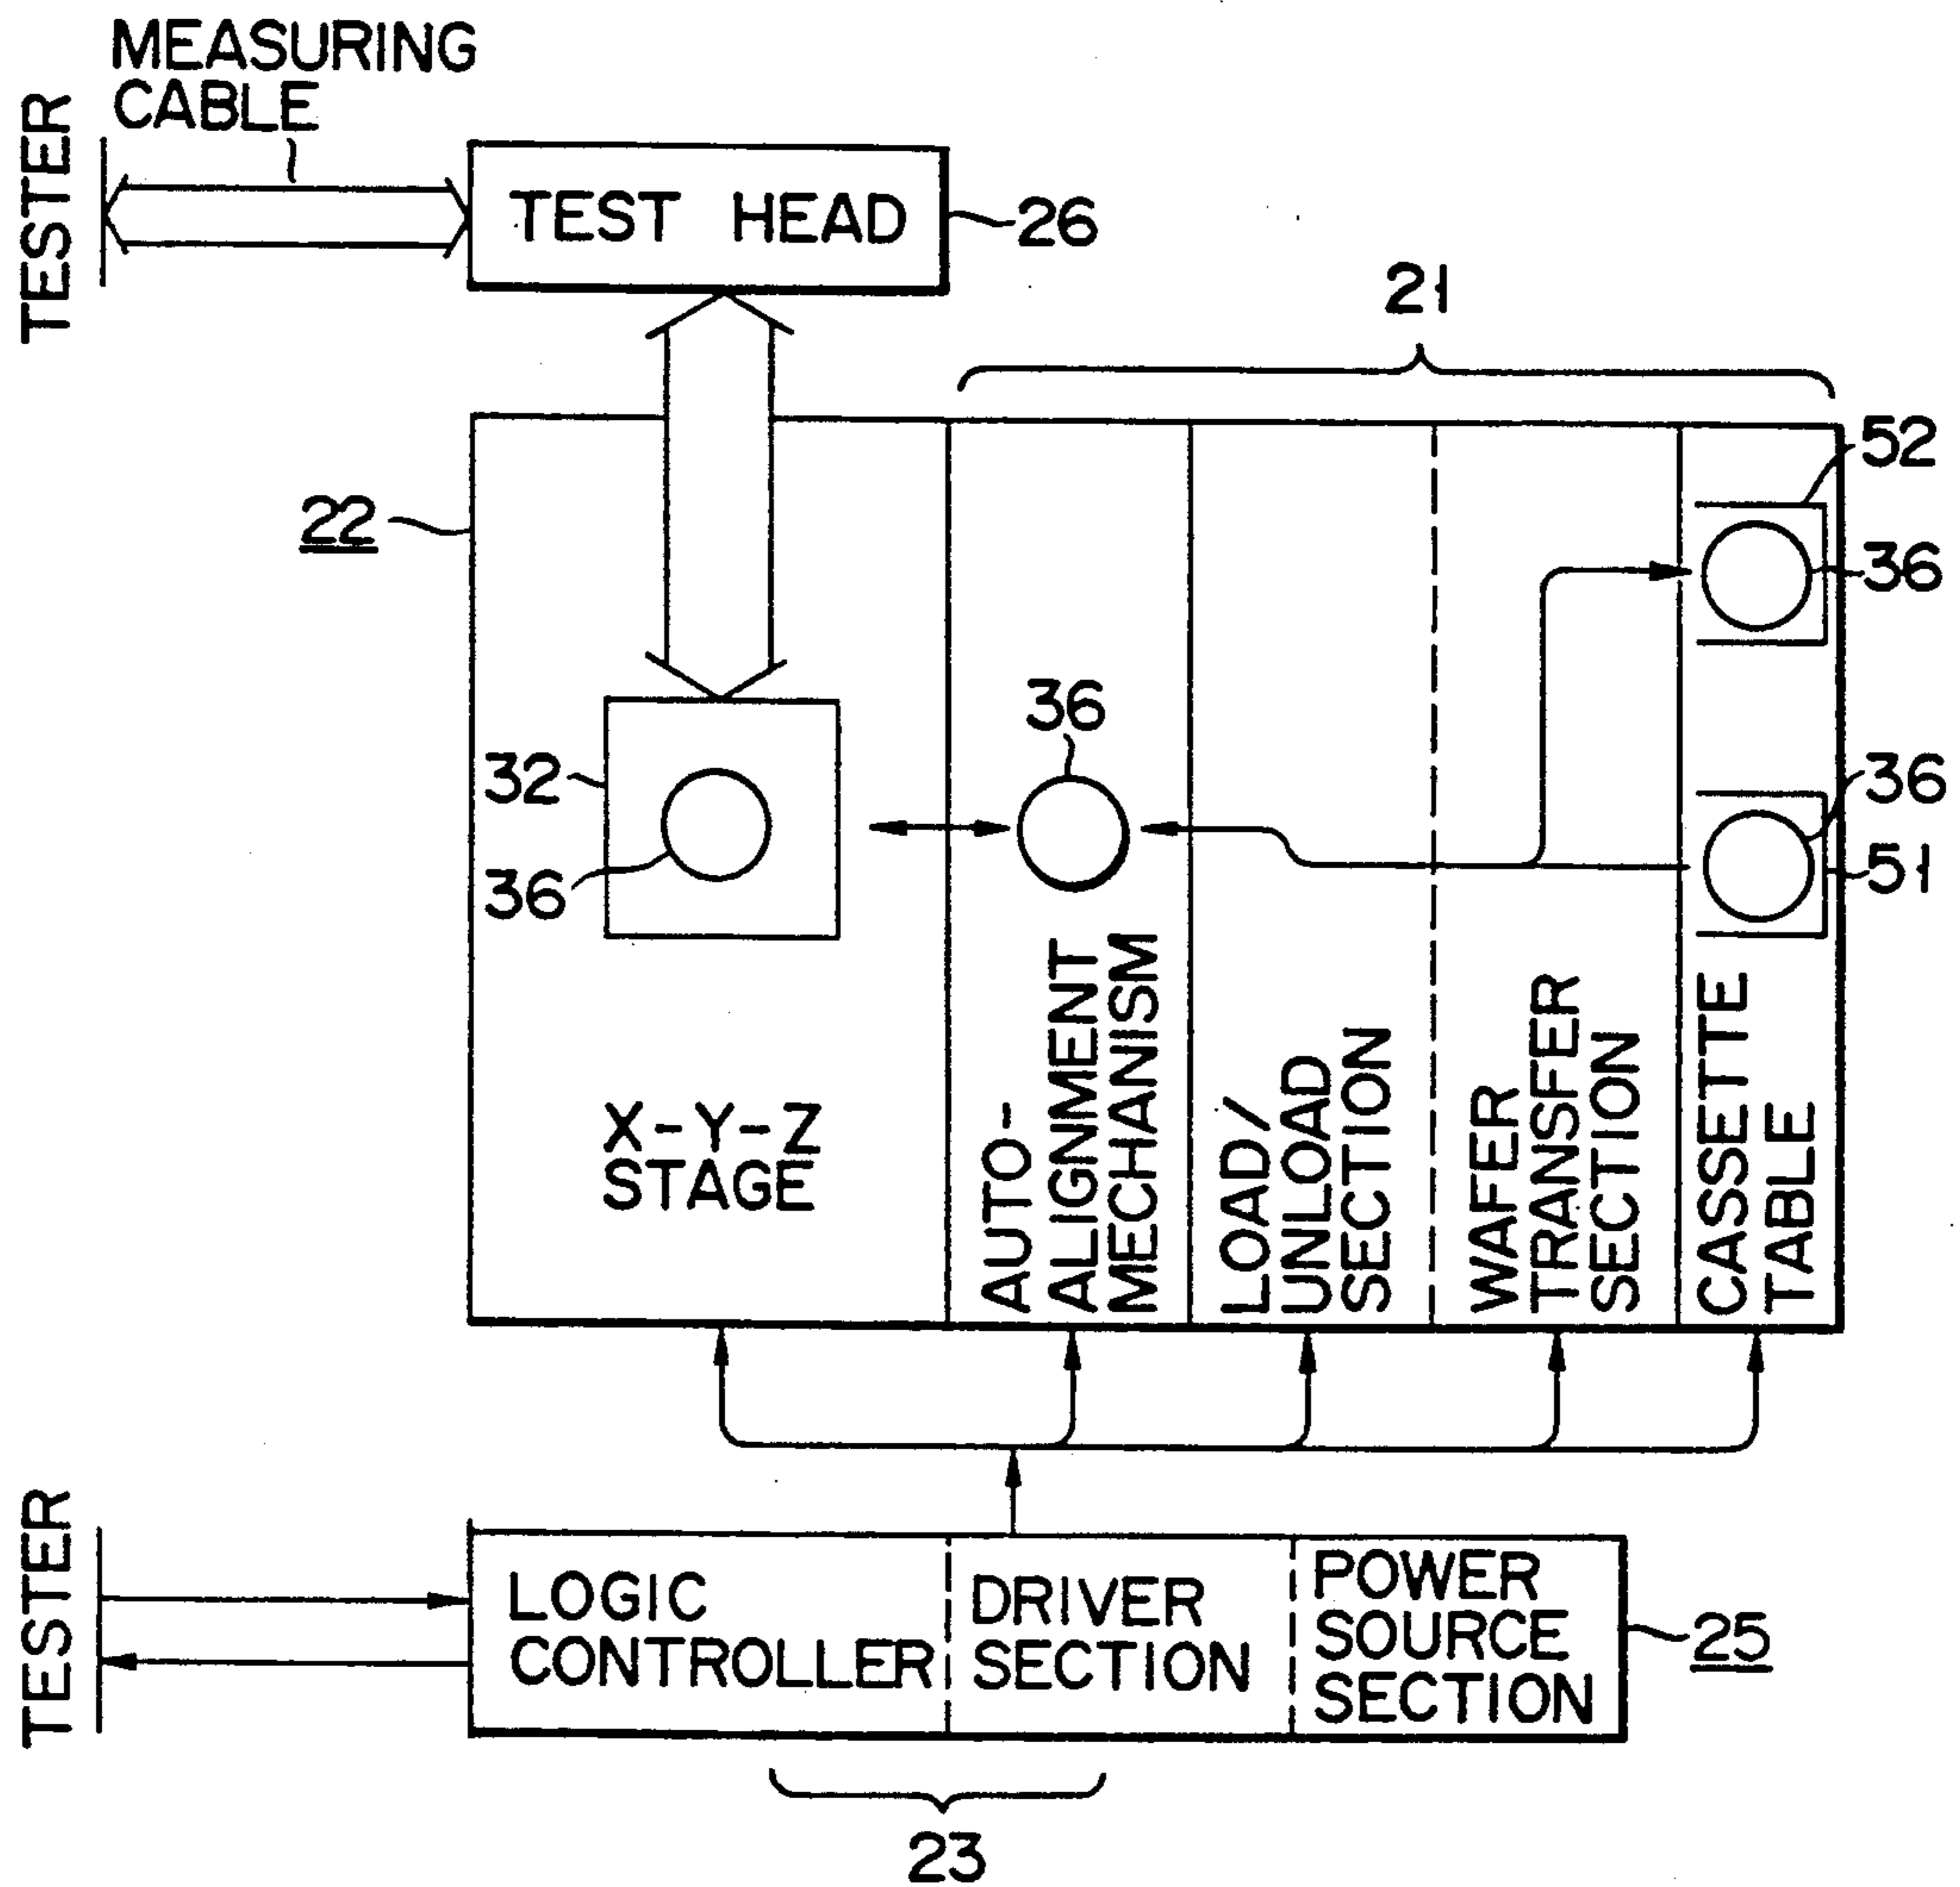 MEASURING
CABLE
TESTER
TEST HEAD
26
21
52
22
36
36
32
36
36
51
X-Y-Z
STAGE
AUTO-
ALIGNMENT
MECHANISM
LOAD/
UNLOAD
SECTION
WAFER
TRANSFER
SECTION
CASSETTE
TABLE
TESTER
LOGIC
CONTROLLER
DRIVER
SECTION
POWER
SOURCE
SECTION
25
23